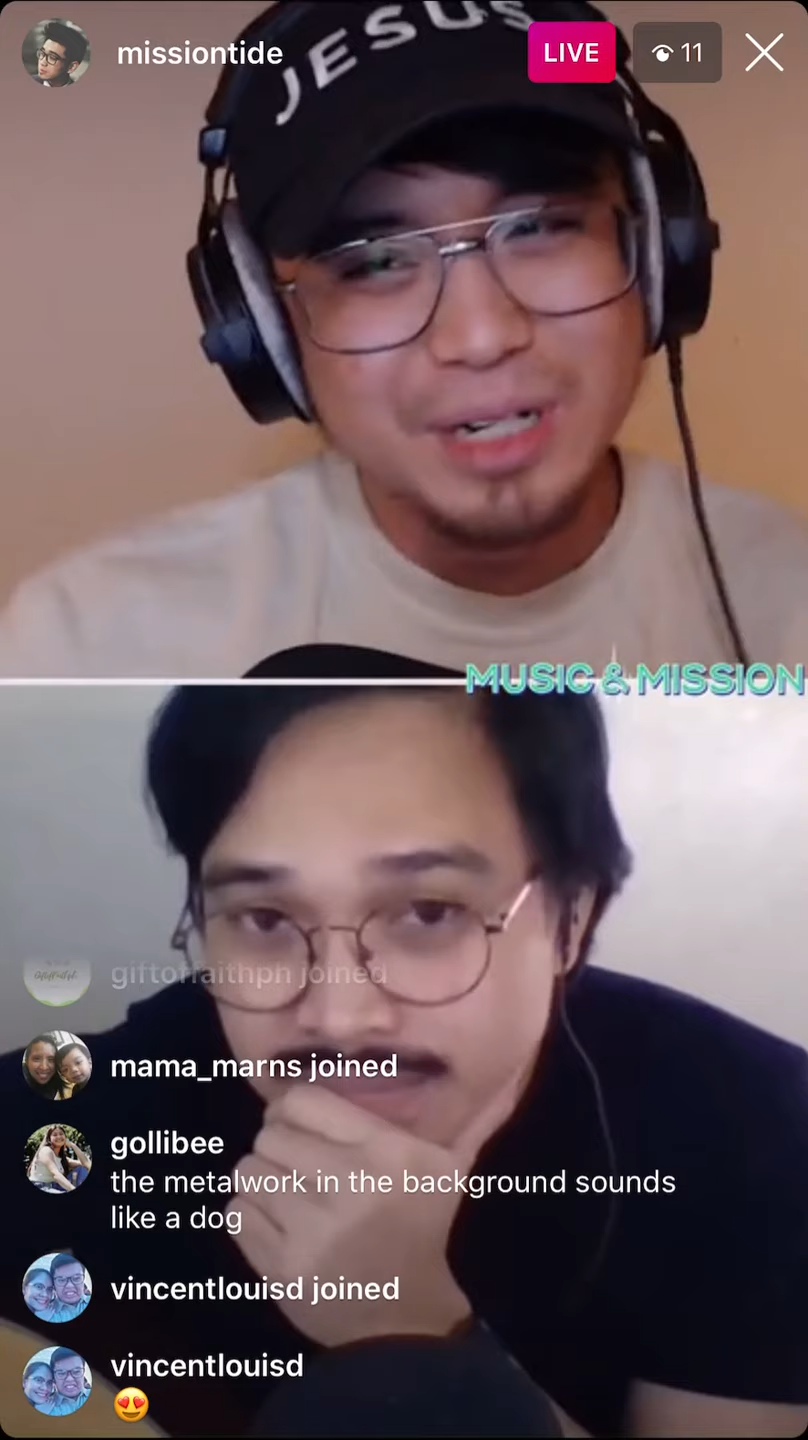 JESUS
missiontide
LIVE
11
MUSIC & MISSION
giftoffaithph joined
mama_marns joined
gollibee
the metalwork in the background sounds
like a dog
vincentlouisd joined
vincentlouisd
😍